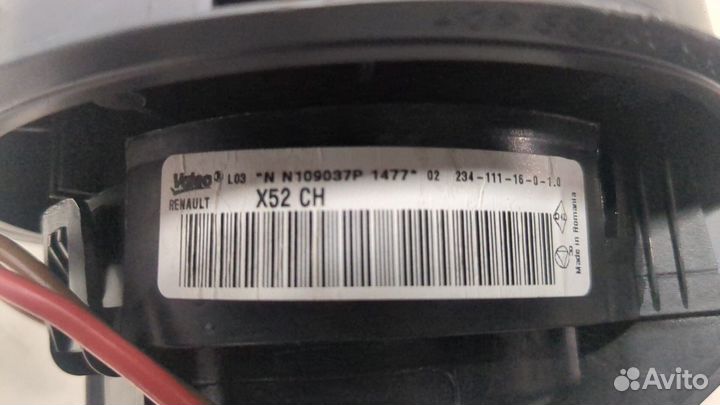 Valeo L03 *N N109037P 1477* 02 234-111-16-0-1.0
RENAULT X52 CH
Made in Romania
Avito